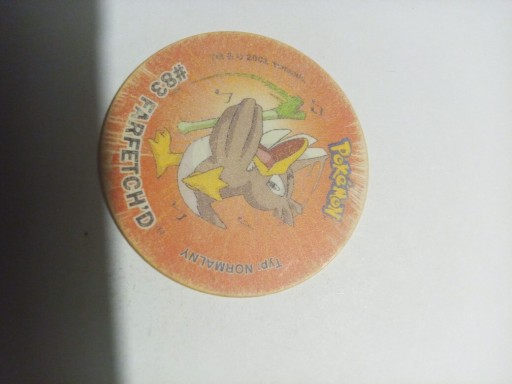 POKéMON
Typ NORMALNY
#83 FARFETCH'D